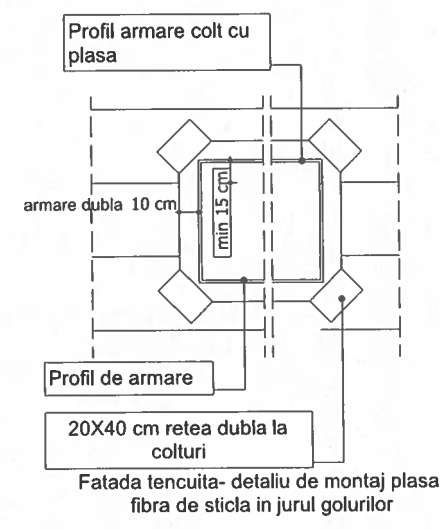 Profil armare colt cu
plasa
armare dubla 10 cm
min 15 cm
Profil de armare
20X40 cm retea dubla la
colturi
Fatada tencuita- detaliu de montaj plasa
fibra de sticla in jurul golurilor